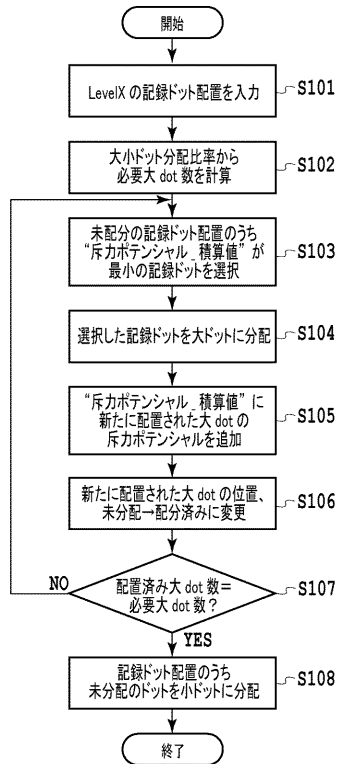 開始
LevelX の記録ドット配置を入力
S101
大小ドット分配比率から
必要大 dot 数を計算
S102
未配分の記録ドット配置のうち
“斥力ポテンシャル_積算値”が
最小の記録ドットを選択
S103
選択した記録ドットを大ドットに分配
S104
“斥力ポテンシャル_積算値”に
新たに配置された大 dot の
斥力ポテンシャルを追加
S105
新たに配置された大 dot の位置、
未分配→配分済みに変更
S106
配置済み大 dot 数＝
必要大 dot 数？
S107
NO
YES
記録ドット配置のうち
未分配のドットを小ドットに分配
S108
終了